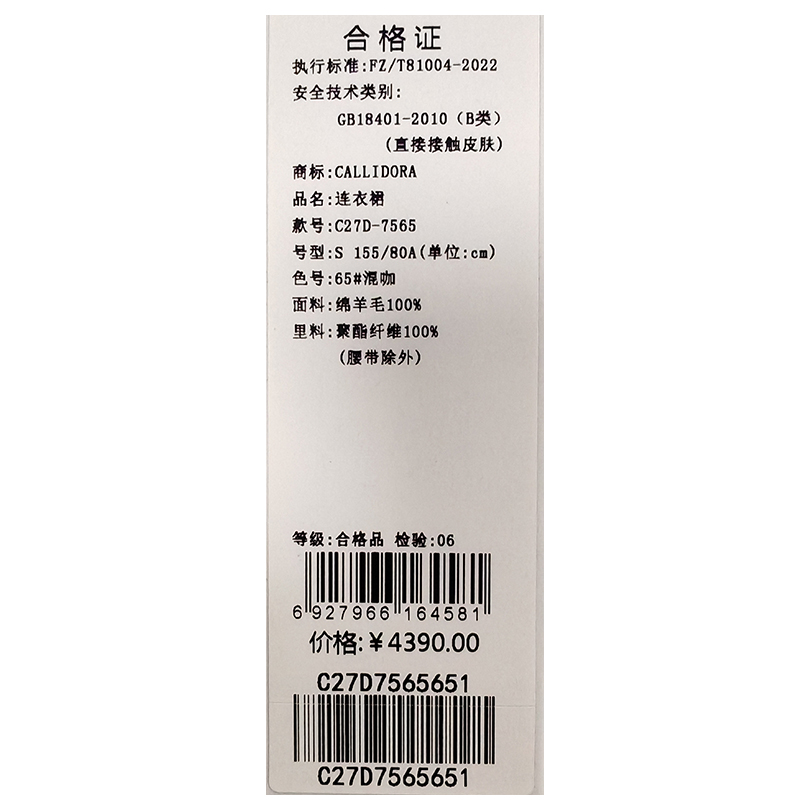 合格证
执行标准:FZ/T81004-2022
安全技术类别:
GB18401-2010（B类）
(直接接触皮肤)
商标:CALLIDORA
品名:连衣裙
款号:C27D-7565
号型:S 155/80A(单位:cm)
色号:65#混咖
面料:绵羊毛100%
里料:聚酯纤维100%
(腰带除外)
等级:合格品 检验:06
6 927966 164581
价格:￥4390.00
C27D7565651
C27D7565651